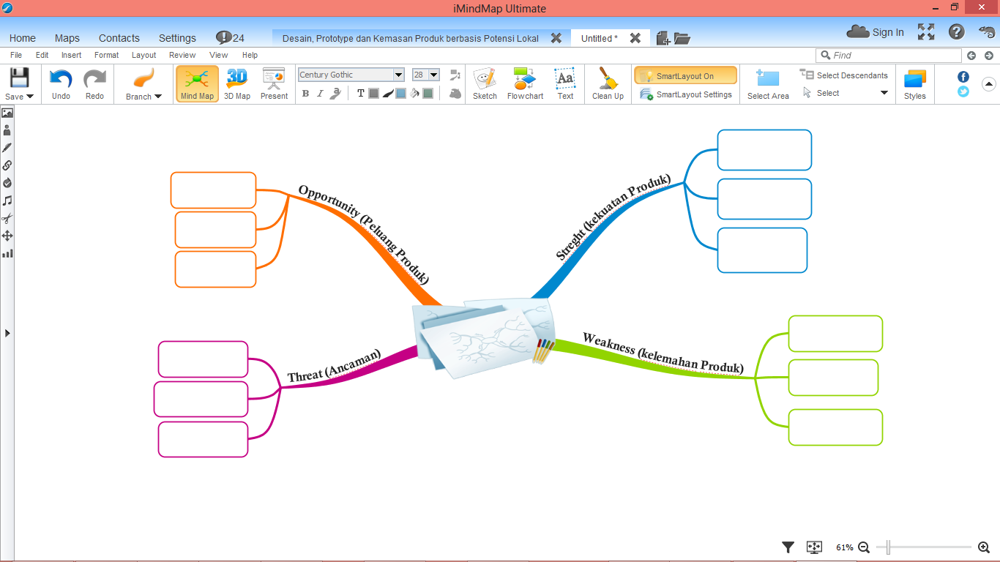 iMindMap Ultimate
Home Maps Contacts Settings 24 Desain, Prototype dan Kemasan Produk berbasis Potensi Lokal Untitled * Sign In
File Edit Insert Format Layout Review View Help Find
Save Undo Redo Branch Mind Map 3D Map Present Century Gothic 28 Sketch Flowchart Text Clean Up SmartLayout On SmartLayout Settings Select Area Select Descendants Select Styles
B I a T Aa
Opportunity (Peluang Produk)
Streght (kekuatan Produk)
Threat (Ancaman)
Weakness (kelemahan Produk)
61%